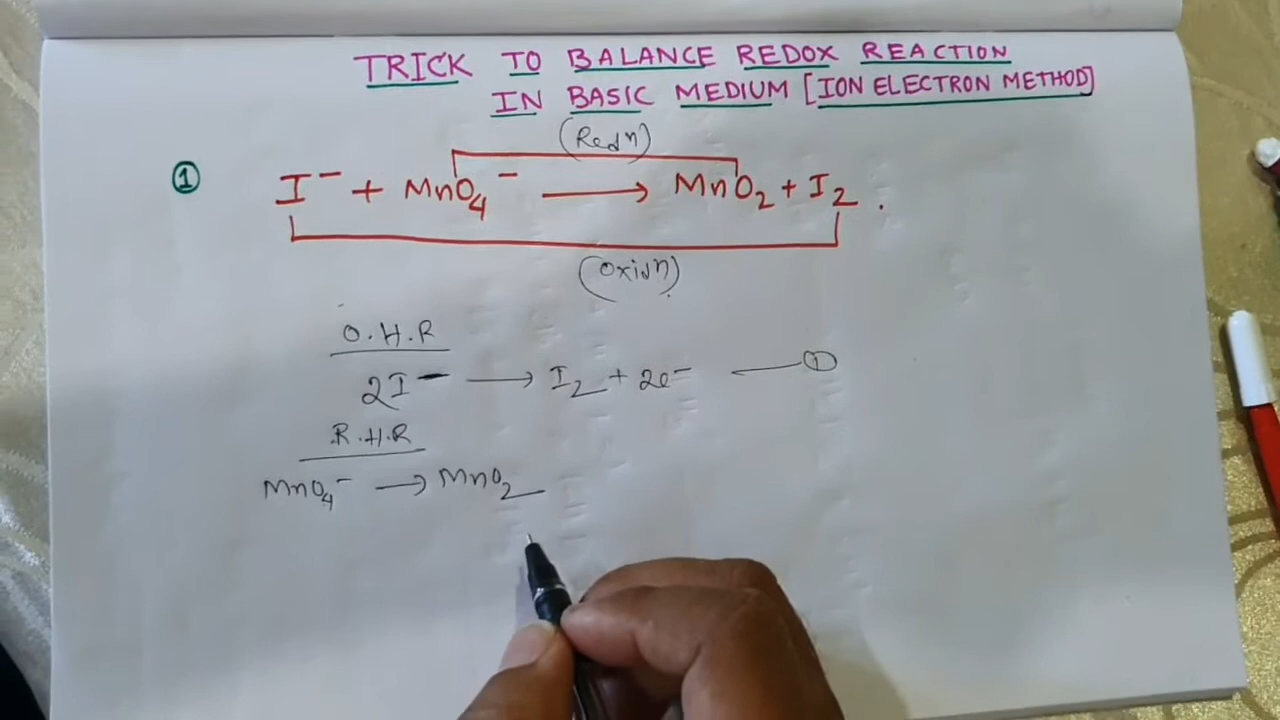 TRICK TO BALANCE REDOX REACTION
IN BASIC MEDIUM [ION ELECTRON METHOD]
(Redn)
① I⁻ + MnO₄⁻ ⟶ MnO₂ + I₂.
(Oxidn)
O.H.R
2I⁻ ⟶ I₂ + 2e⁻ — ①
R.H.R
MnO₄⁻ ⟶ MnO₂